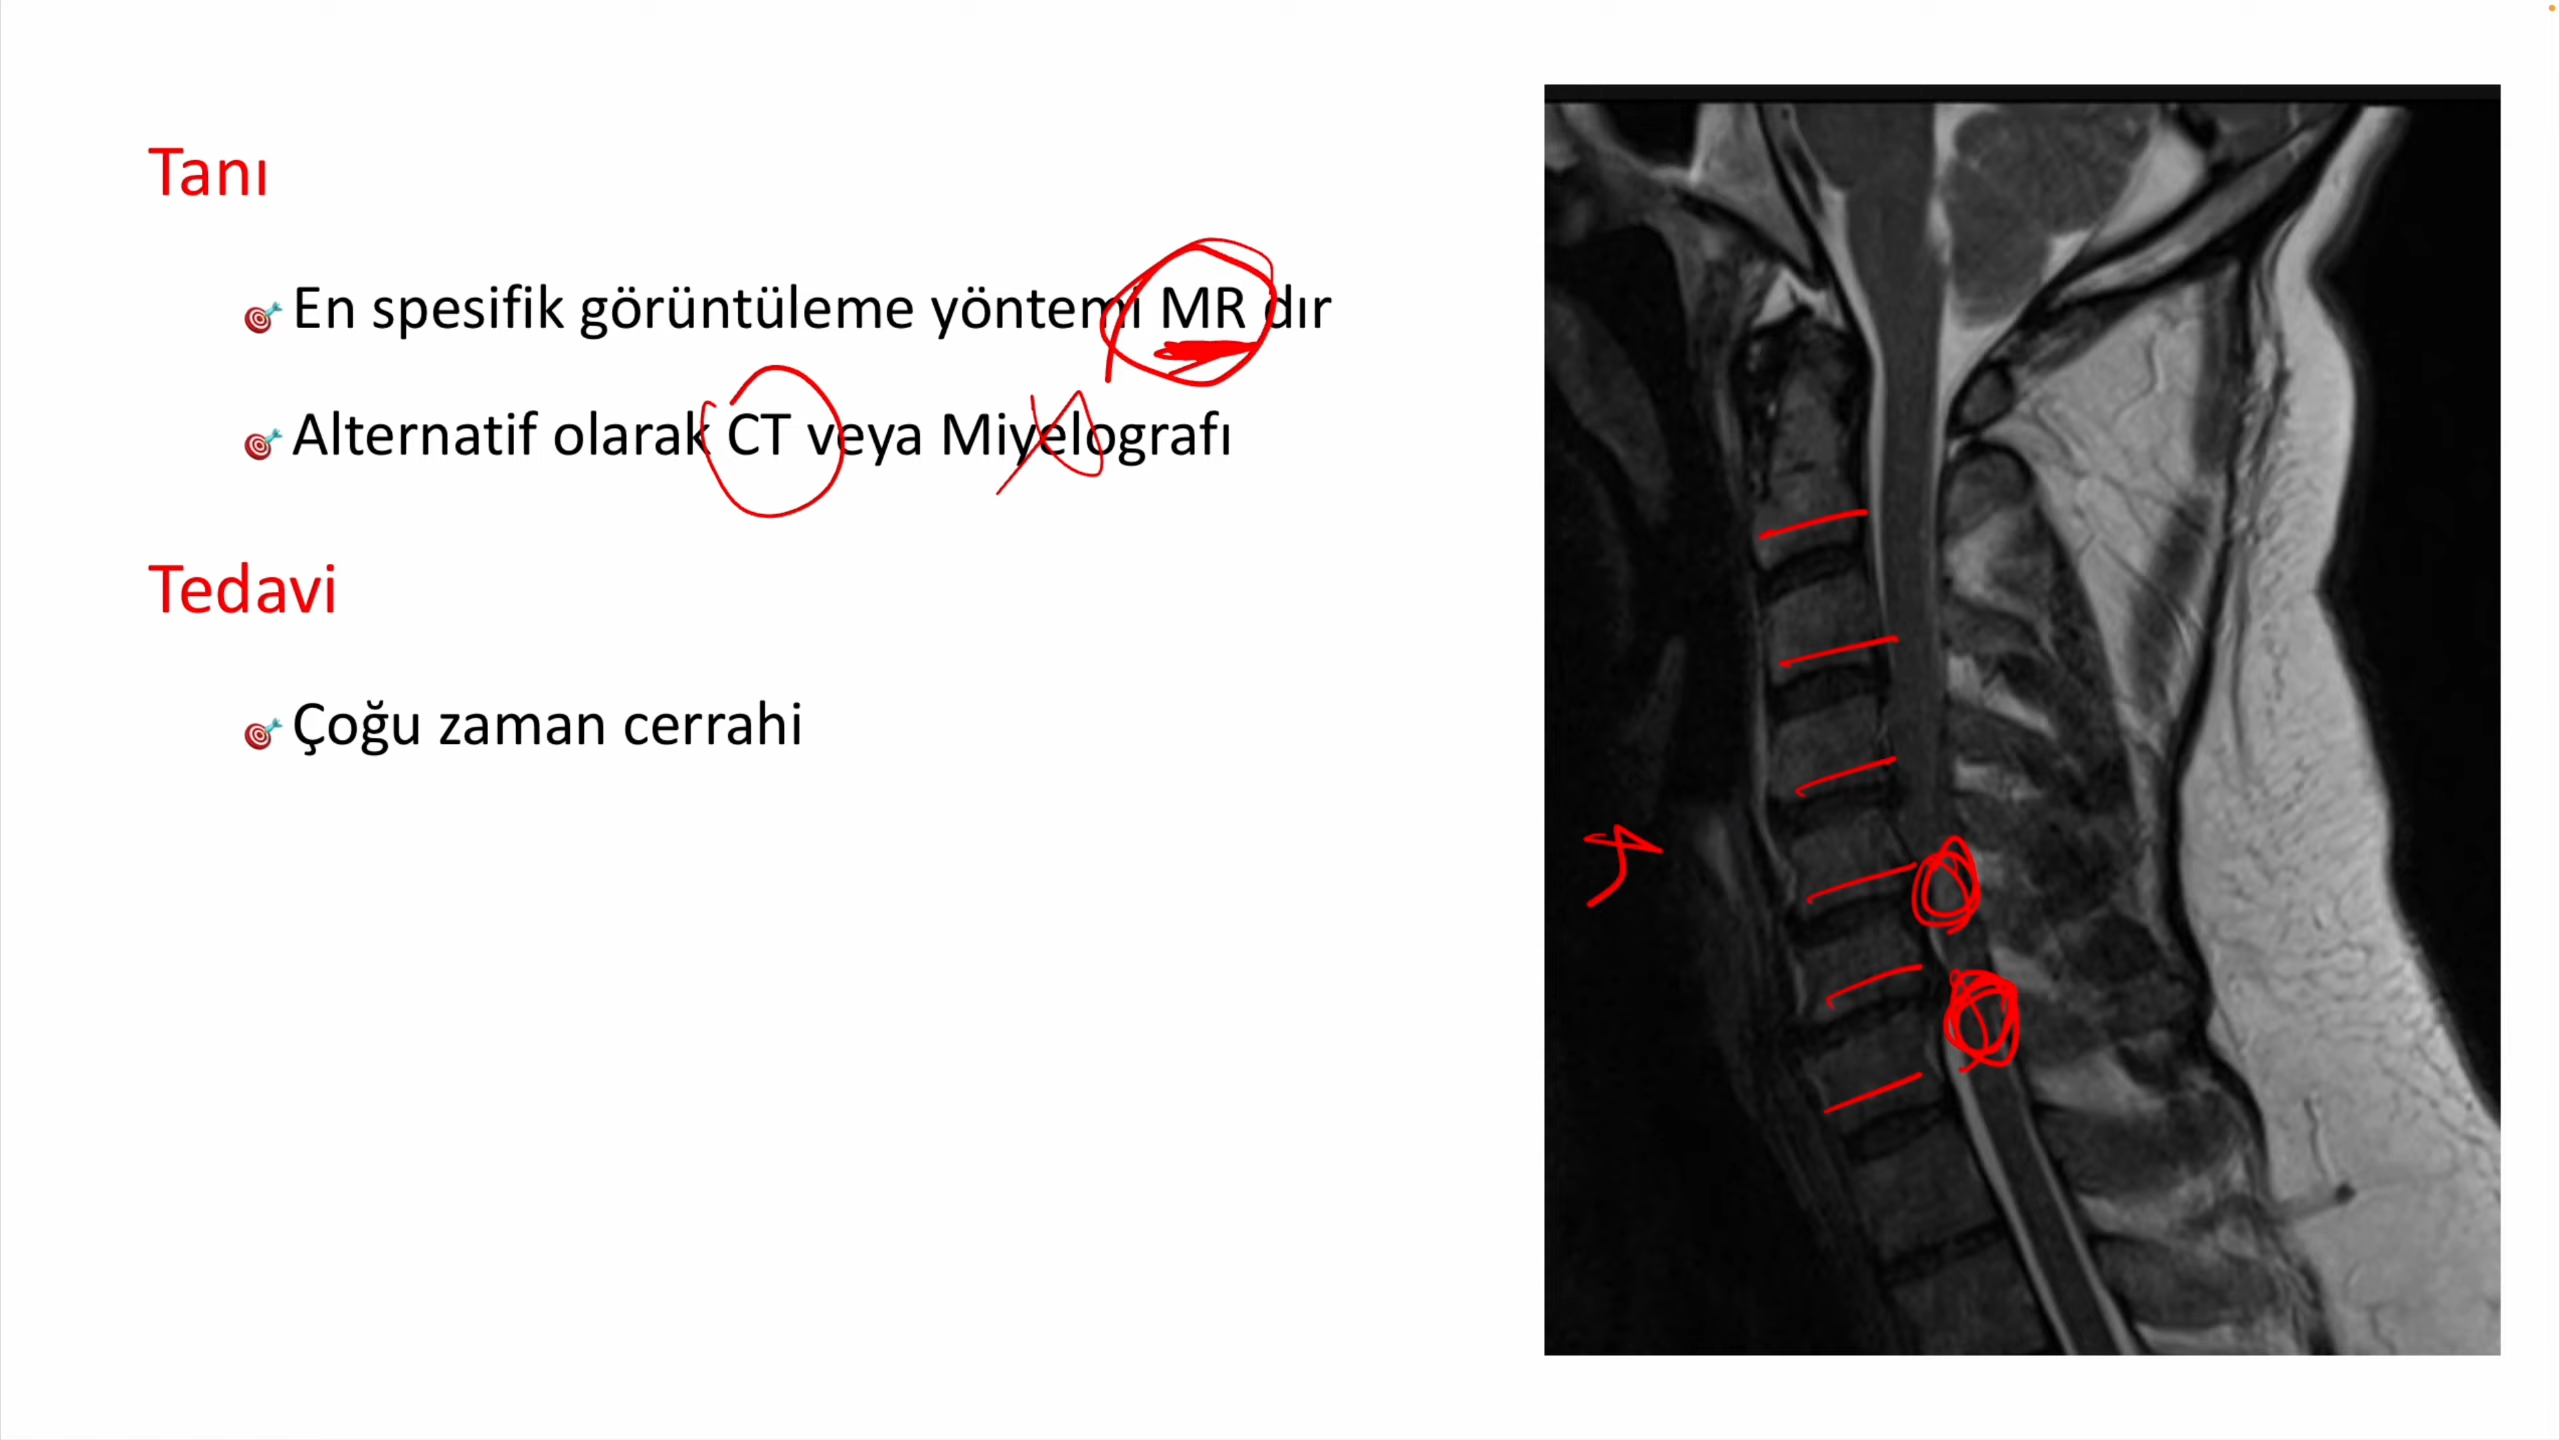 Tanı
En spesifik görüntüleme yöntemi MR dır
Alternatif olarak CT veya Miyelografı
Tedavi
Çoğu zaman cerrahi